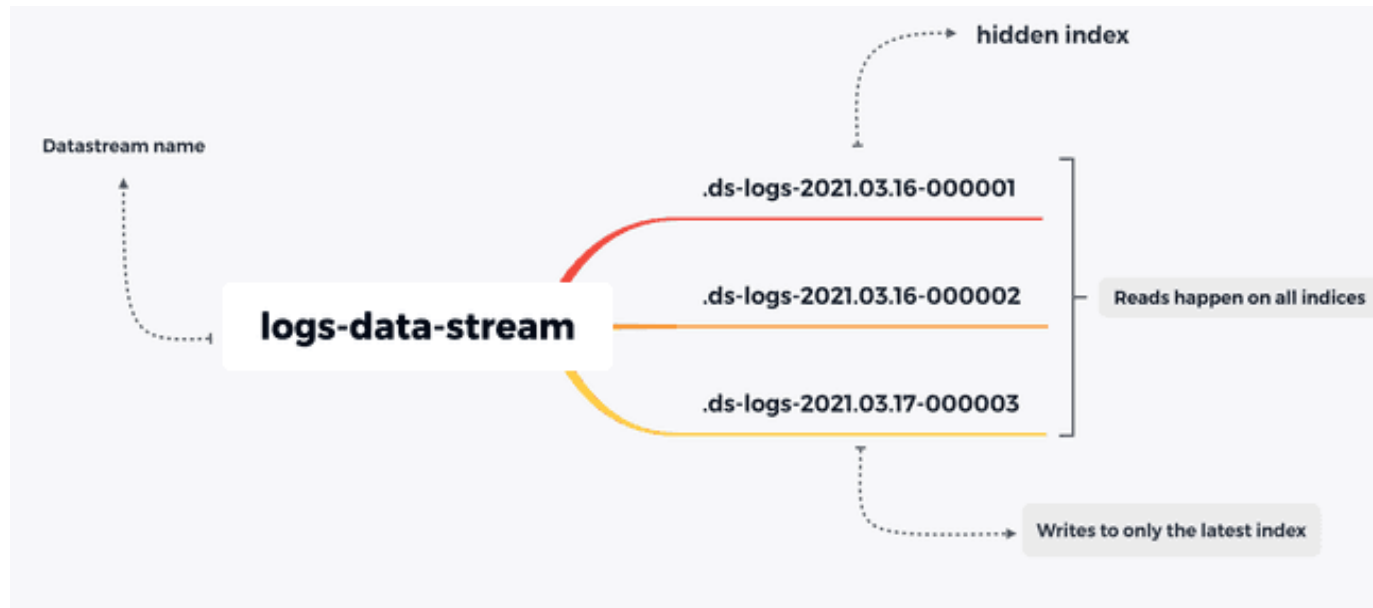 hidden index
Datastream name
.ds-logs-2021.03.16-000001
.ds-logs-2021.03.16-000002
Reads happen on all indices
logs-data-stream
.ds-logs-2021.03.17-000003
Writes to only the latest index